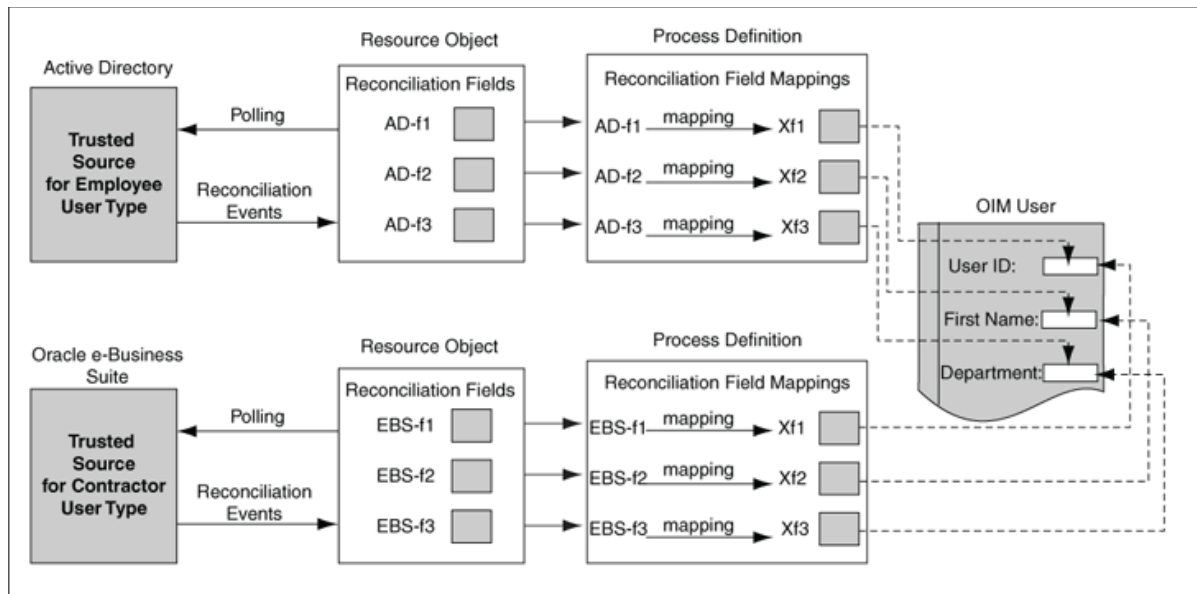 Active Directory
Trusted
Source
for Employee
User Type
Polling
Reconciliation
Events
Resource Object
Reconciliation Fields
AD-f1
AD-f2
AD-f3
Process Definition
Reconciliation Field Mappings
AD-f1 mapping Xf1
AD-f2 mapping Xf2
AD-f3 mapping Xf3
OIM User
User ID:
First Name:
Department:
Oracle e-Business
Suite
Trusted
Source
for Contractor
User Type
Polling
Reconciliation
Events
Resource Object
Reconciliation Fields
EBS-f1
EBS-f2
EBS-f3
Process Definition
Reconciliation Field Mappings
EBS-f1 mapping Xf1
EBS-f2 mapping Xf2
EBS-f3 mapping Xf3